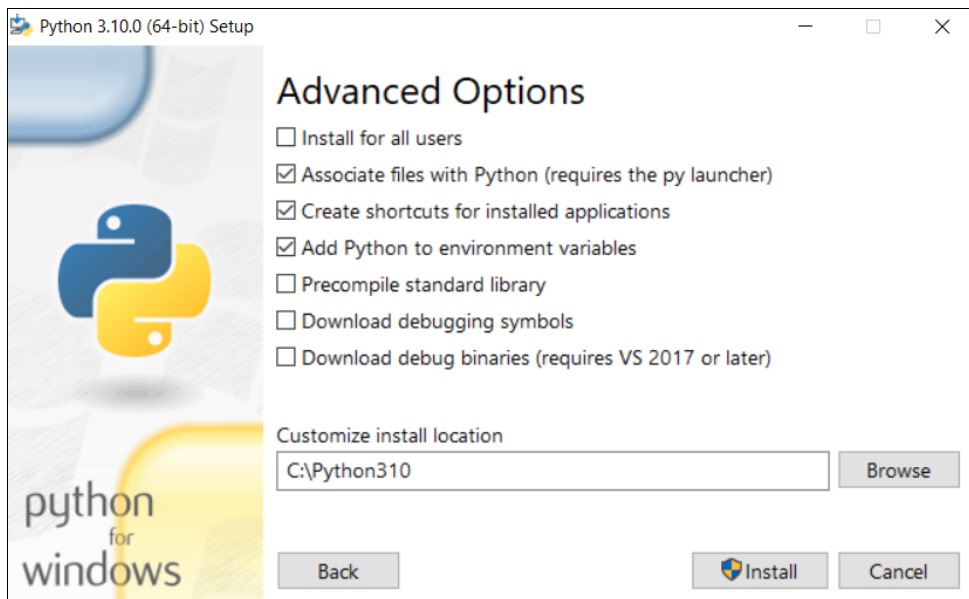 Python 3.10.0 (64-bit) Setup
Advanced Options
Install for all users
Associate files with Python (requires the py launcher)
Create shortcuts for installed applications
Add Python to environment variables
Precompile standard library
Download debugging symbols
Download debug binaries (requires VS 2017 or later)
Customize install location
C:\Python310
Browse
python
for
windows
Back
Install
Cancel